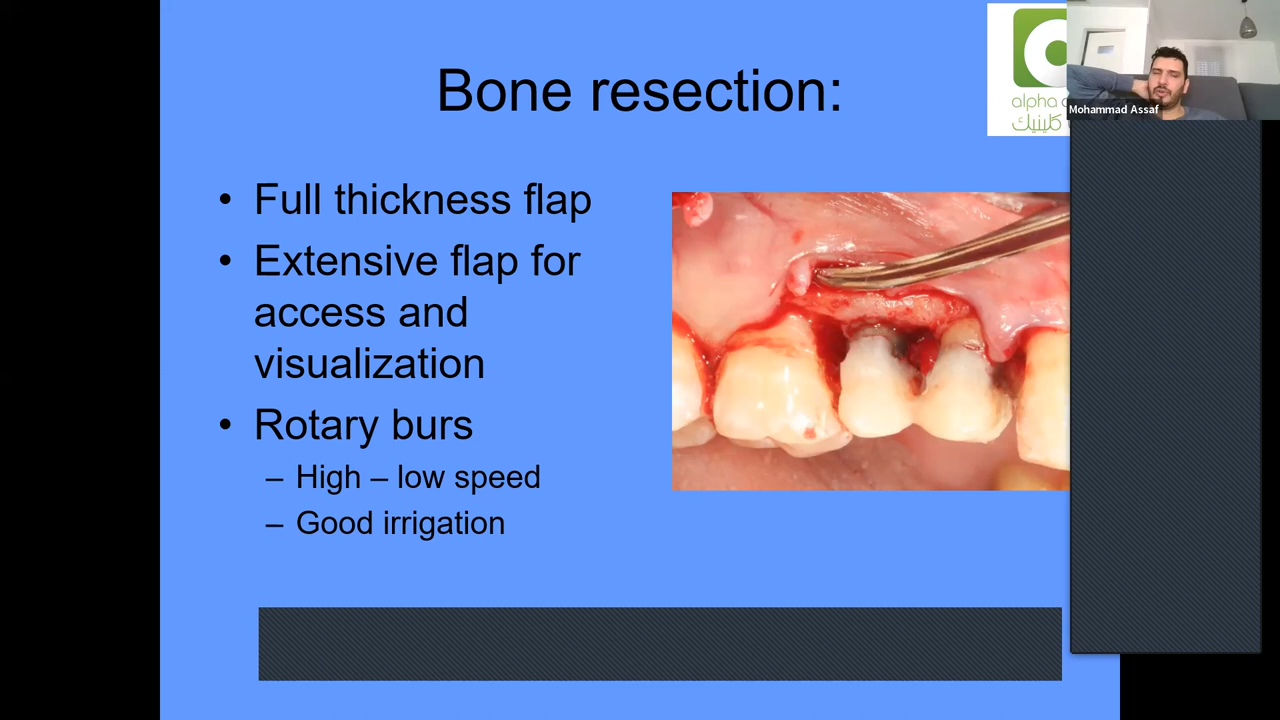 Bone resection:
alpha
كلينيك
Mohammad Assaf
• Full thickness flap
• Extensive flap for
access and
visualization
• Rotary burs
– High – low speed
– Good irrigation